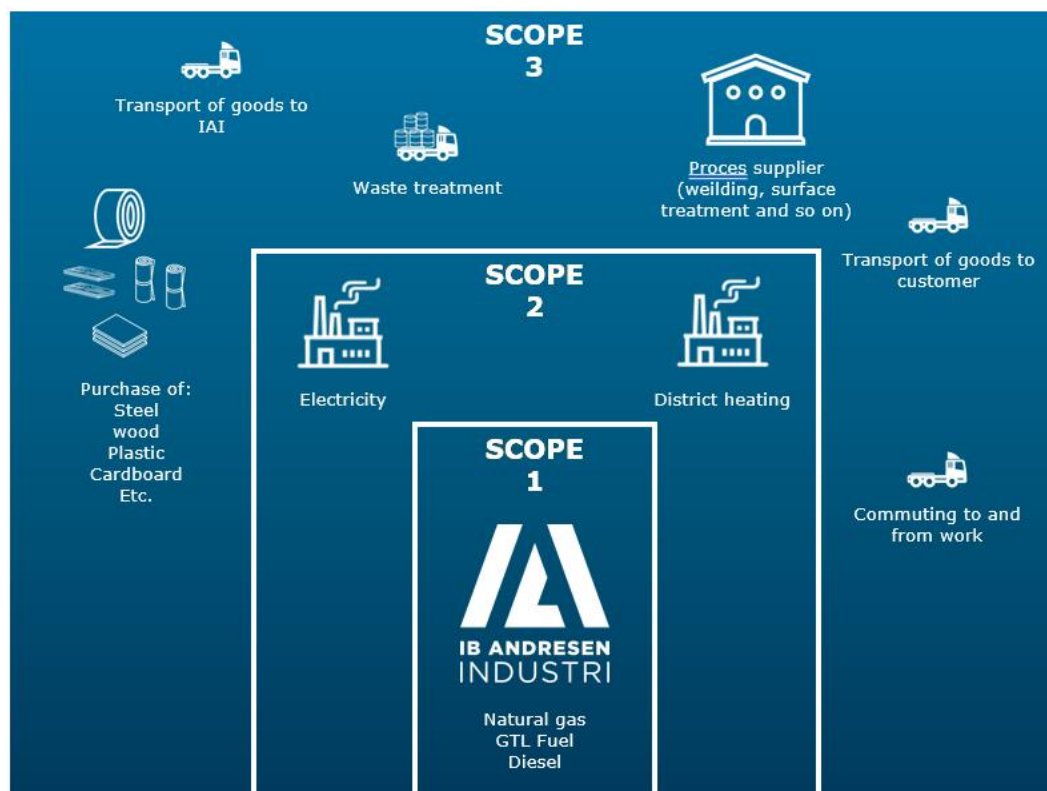 SCOPE
3
Transport of goods to
IAI
Waste treatment
Proces supplier
(weilding, surface
treatment and so on)
Transport of goods to
customer
Purchase of:
Steel
wood
Plastic
Cardboard
Etc.
SCOPE
2
Electricity
District heating
SCOPE
1
IB ANDRESEN
INDUSTRI
Natural gas
GTL Fuel
Diesel
Commuting to and
from work